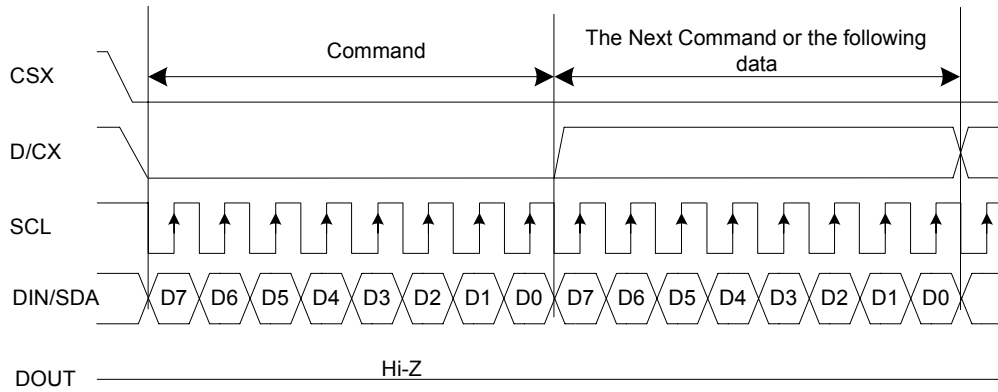 Command
The Next Command or the following
data
CSX
D/CX
SCL
DIN/SDA
D7 D6 D5 D4 D3 D2 D1 D0 D7 D6 D5 D4 D3 D2 D1 D0
Hi-Z
DOUT